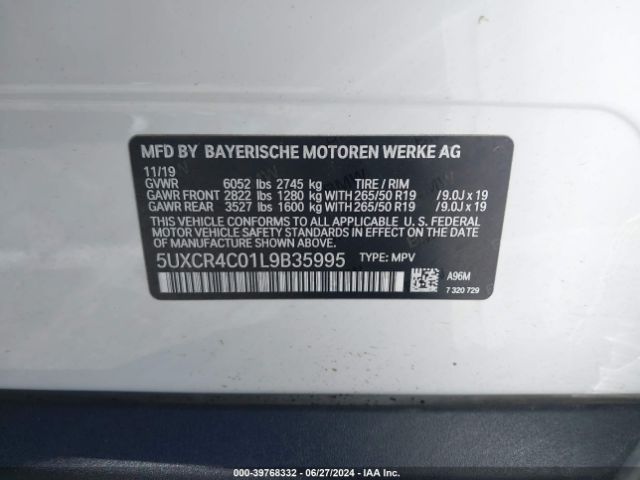 MFD BY BAYERISCHE MOTOREN WERKE AG
11/19
GVWR 6052 lbs 2745 kg TIRE / RIM
GAWR FRONT 2822 lbs 1280 kg WITH 265/50 R19 / 9.0J x 19
GAWR REAR 3527 lbs 1600 kg WITH 265/50 R19 / 9.0J x 19
THIS VEHICLE CONFORMS TO ALL APPLICABLE U. S. FEDERAL
MOTOR VEHICLE SAFETY STANDARDS IN EFFECT ON THE DATE
OF MANUFACTURE SHOWN ABOVE.
5UXCR4C01L9B35995 TYPE: MPV
A96M
7 320 729
000-39768332 / 06/27/2024 - IAA Inc.